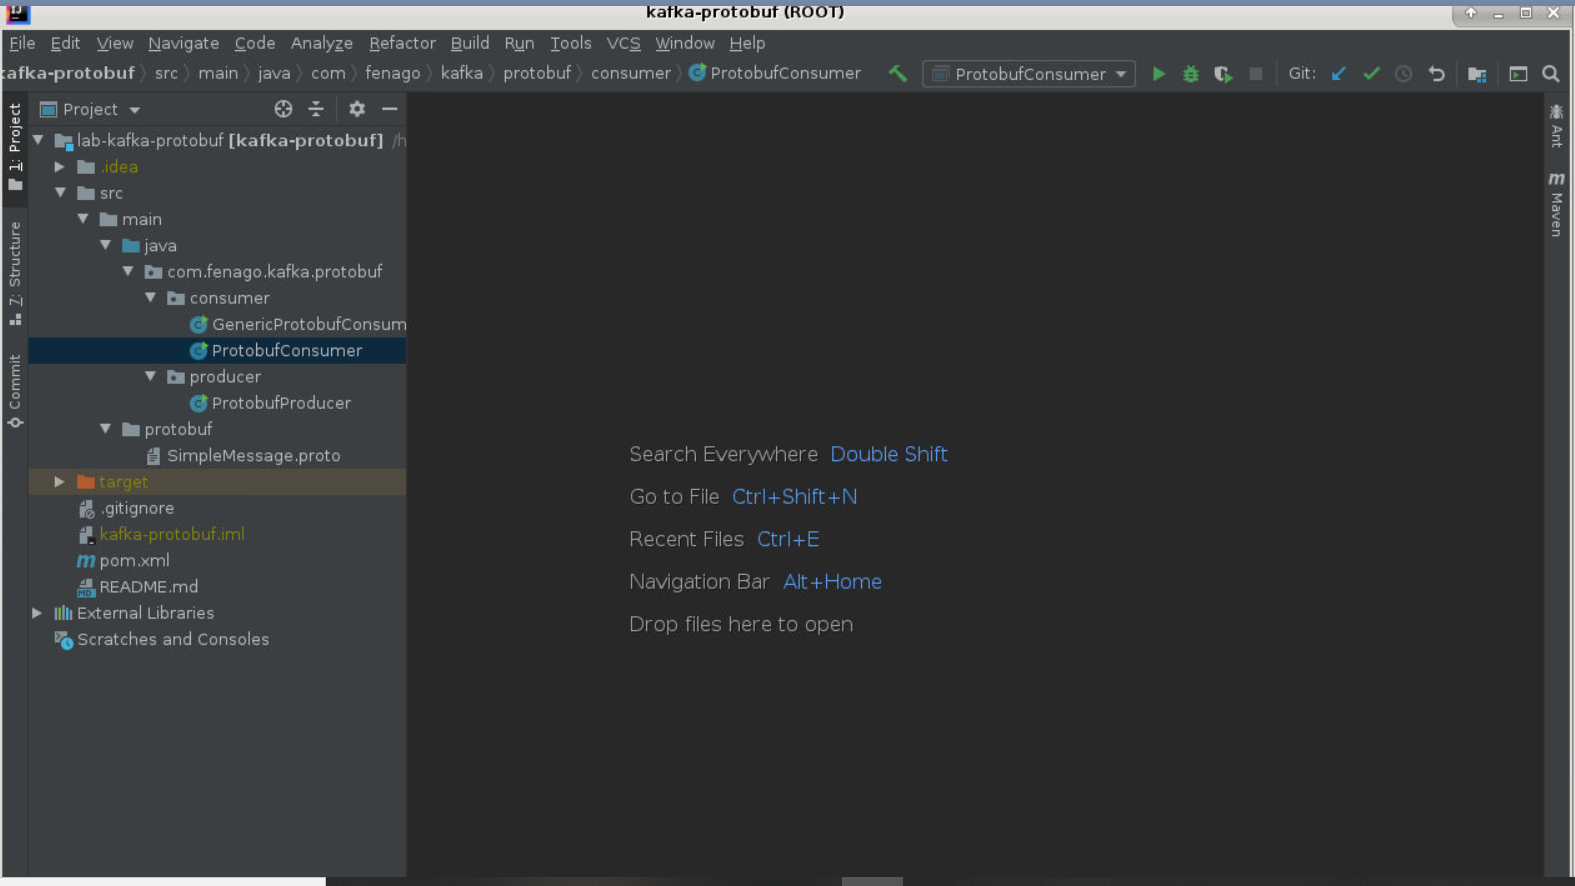 kafka-protobuf (ROOT)
File Edit View Navigate Code Analyze Refactor Build Run Tools VCS Window Help
kafka-protobuf src main java com fenago kafka protobuf consumer ProtobufConsumer ProtobufConsumer Git:
Project
lab-kafka-protobuf [kafka-protobuf] /h
.idea
src
main
java
com.fenago.kafka.protobuf
consumer
GenericProtobufConsum
ProtobufConsumer
producer
ProtobufProducer
protobuf
SimpleMessage.proto
target
.gitignore
kafka-protobuf.iml
pom.xml
README.md
External Libraries
Scratches and Consoles
1: Project
7: Structure
Commit
Search Everywhere Double Shift
Go to File Ctrl+Shift+N
Recent Files Ctrl+E
Navigation Bar Alt+Home
Drop files here to open
Ant
Maven